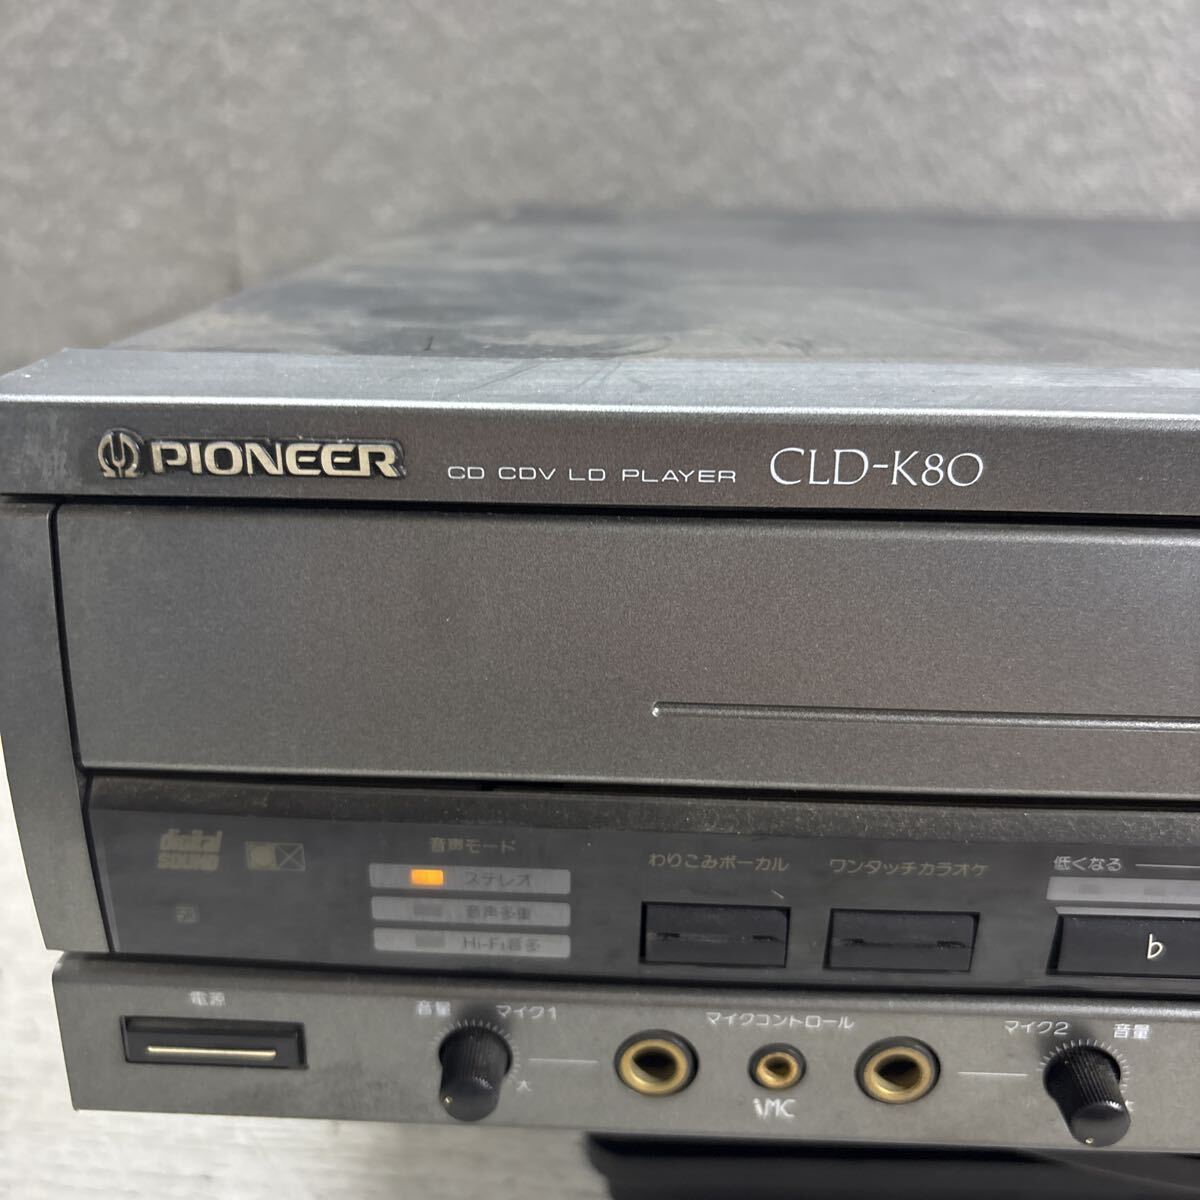 PIONEER CD CDV LD PLAYER CLD-K80
digital SOUND
音声モード
ステレオ
音声多重
Hi-Fi音多
わりこみボーカル
ワンタッチカラオケ
低くなる
♭
電源
音量 マイク1
大
マイクコントロール
MC
マイク2 音量
小